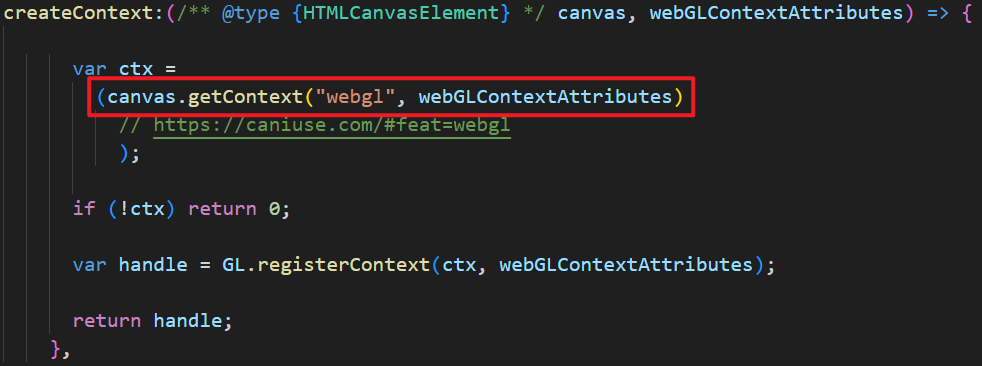 createContext:(/** @type {HTMLCanvasElement} */ canvas, webGLContextAttributes) => {
var ctx =
(canvas.getContext("webgl", webGLContextAttributes)
// https://caniuse.com/#feat=webgl
);
if (!ctx) return 0;
var handle = GL.registerContext(ctx, webGLContextAttributes);
return handle;
},